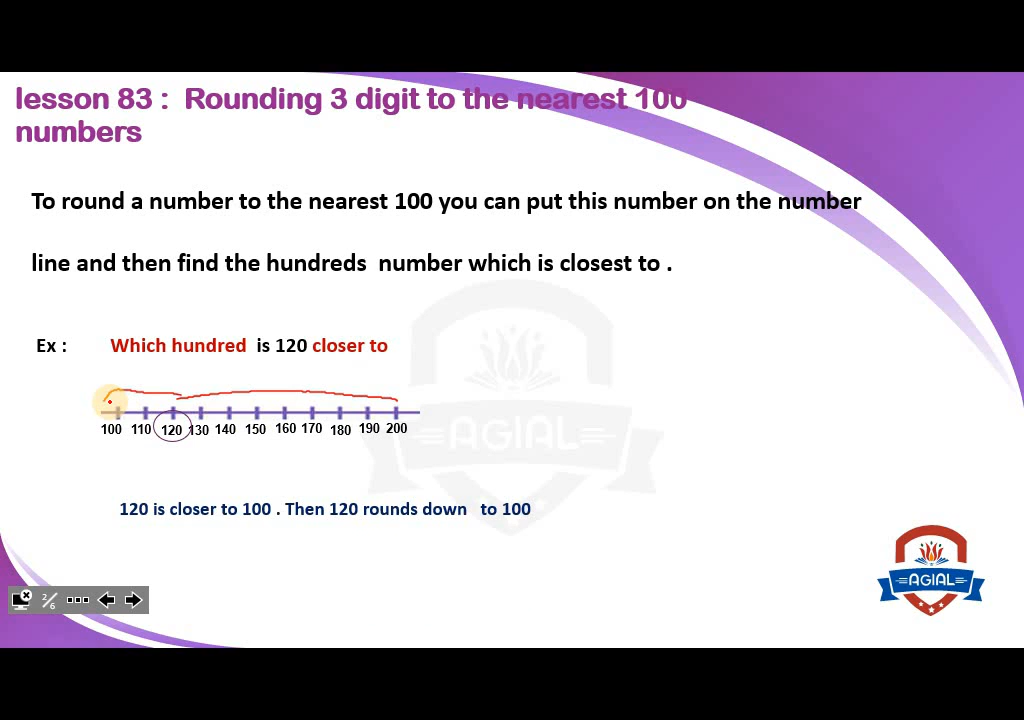 lesson 83 : Rounding 3 digit to the nearest 100
numbers
To round a number to the nearest 100 you can put this number on the number
line and then find the hundreds number which is closest to .
Ex : Which hundred is 120 closer to
100 110 120 130 140 150 160 170 180 190 200
AGIAL
120 is closer to 100 . Then 120 rounds down to 100
AGIAL
2/6